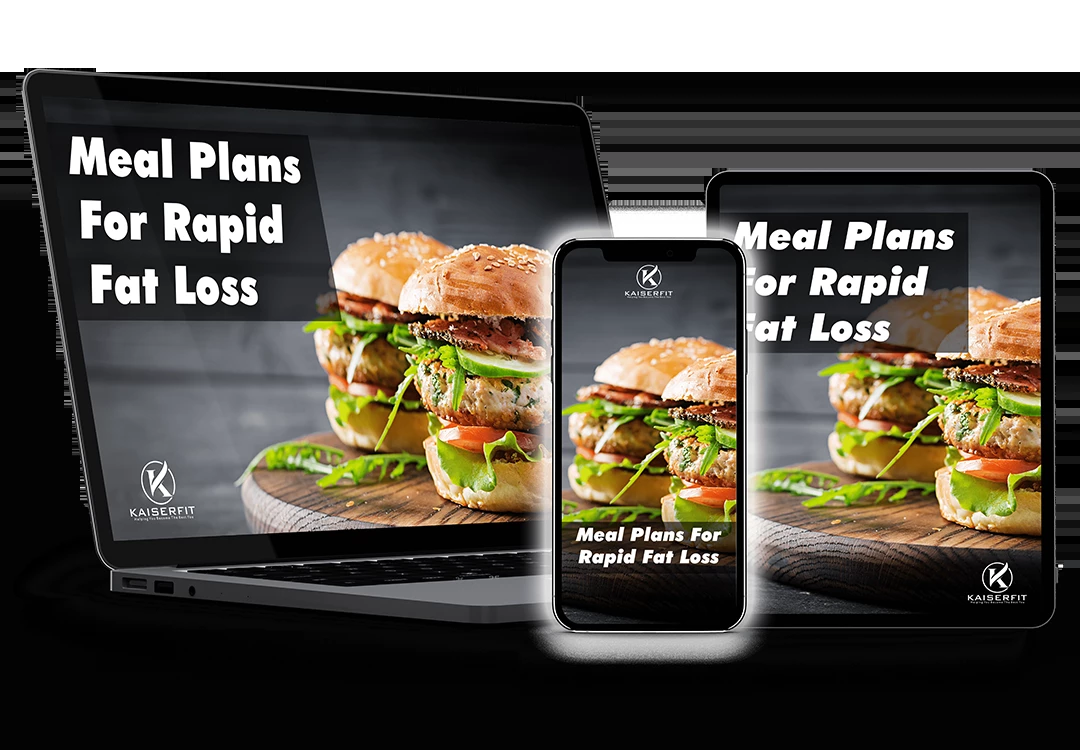 Meal Plans
For Rapid
Fat Loss
KAISERFIT
Helping You Become The Best You
KAISERFIT
Meal Plans For
Rapid Fat Loss
Meal Plans
For Rapid
Fat Loss
KAISERFIT
Helping You Become The Best You